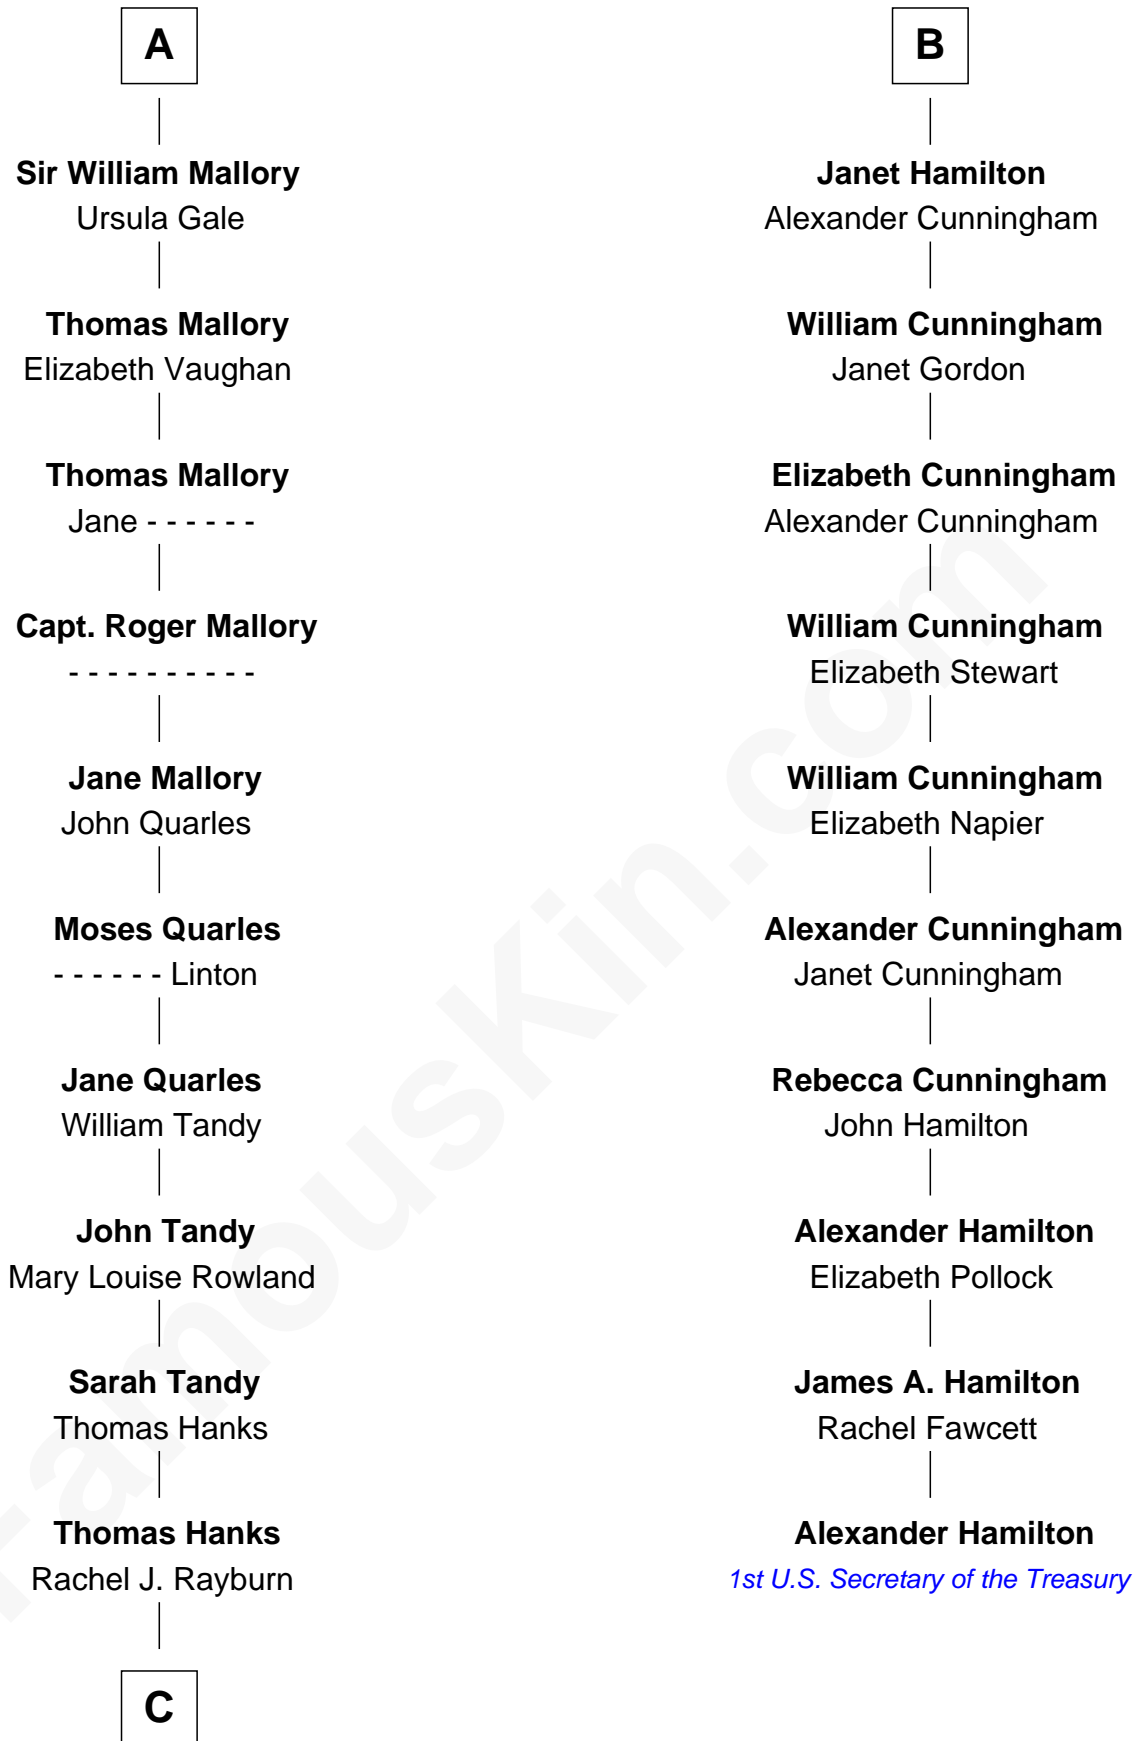 A
Sir William Mallory
Ursula Gale
Thomas Mallory
Elizabeth Vaughan
Thomas Mallory
Jane - - - - - -
Capt. Roger Mallory
- - - - - - - - - -
Jane Mallory
John Quarles
Moses Quarles
- - - - - - Linton
Jane Quarles
William Tandy
John Tandy
Mary Louise Rowland
Sarah Tandy
Thomas Hanks
Thomas Hanks
Rachel J. Rayburn
C
B
Janet Hamilton
Alexander Cunningham
William Cunningham
Janet Gordon
Elizabeth Cunningham
Alexander Cunningham
William Cunningham
Elizabeth Stewart
William Cunningham
Elizabeth Napier
Alexander Cunningham
Janet Cunningham
Rebecca Cunningham
John Hamilton
Alexander Hamilton
Elizabeth Pollock
James A. Hamilton
Rachel Fawcett
Alexander Hamilton
1st U.S. Secretary of the Treasury
FamousKin.com